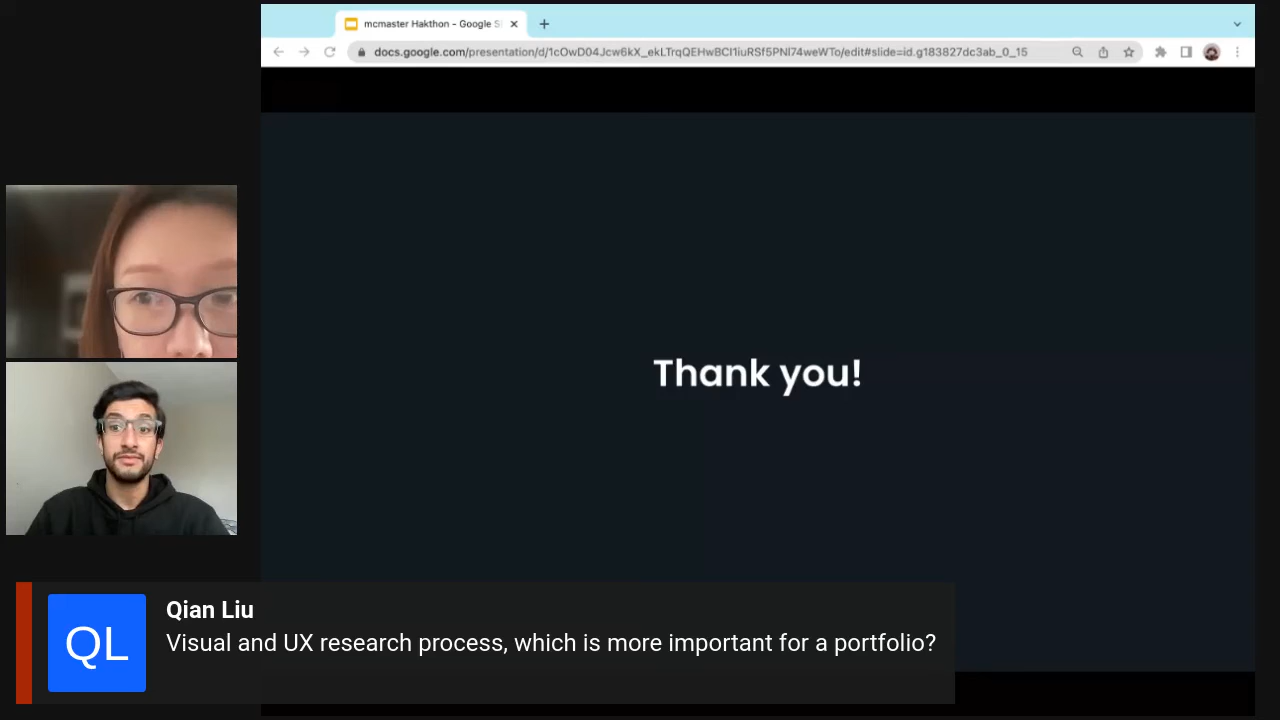 mcmaster Hakthon - Google S
docs.google.com/presentation/d/1cOwD04Jcw6kX_ekLTrqQEHwBCl1iuRSf5PNl74weWTo/edit#slide=id.g183827dc3ab_0_15
Thank you!
QL
Qian Liu
Visual and UX research process, which is more important for a portfolio?